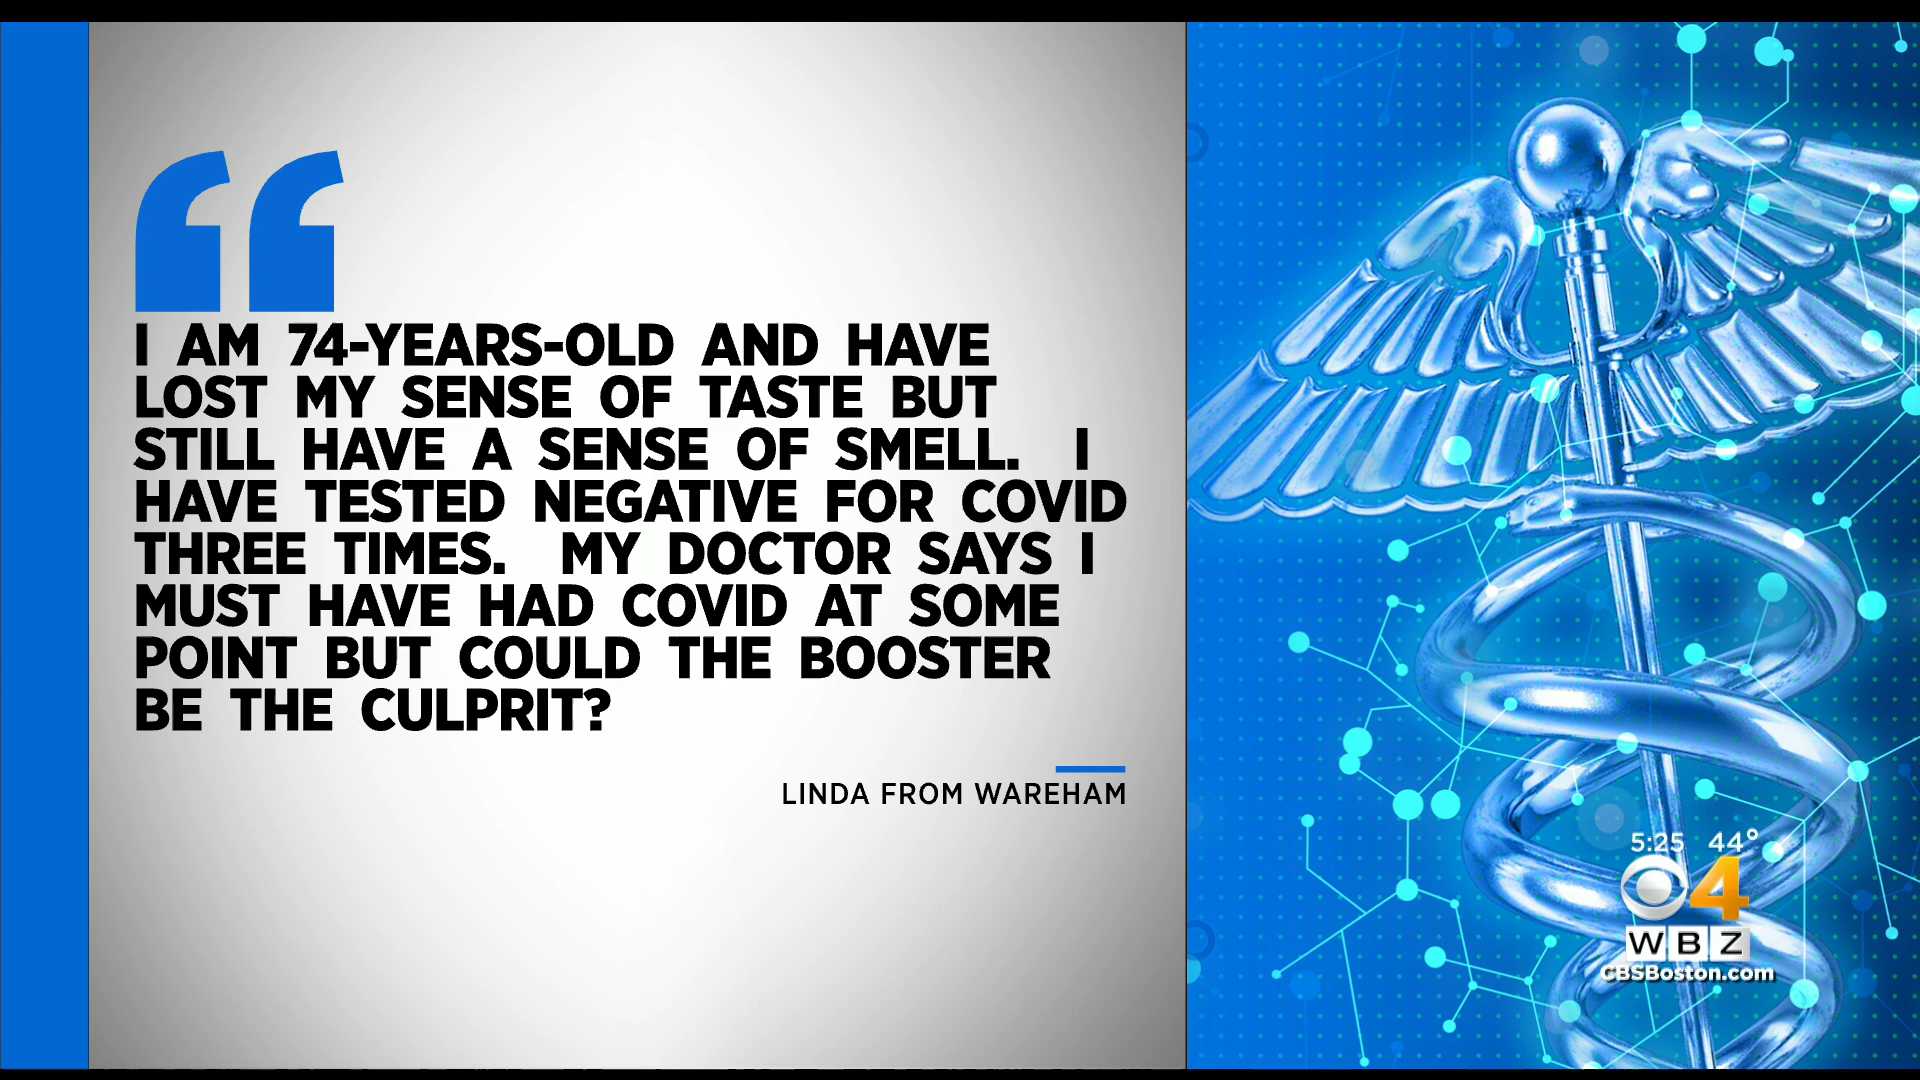 I AM 74-YEARS-OLD AND HAVE
LOST MY SENSE OF TASTE BUT
STILL HAVE A SENSE OF SMELL. I
HAVE TESTED NEGATIVE FOR COVID
THREE TIMES. MY DOCTOR SAYS I
MUST HAVE HAD COVID AT SOME
POINT BUT COULD THE BOOSTER
BE THE CULPRIT?
LINDA FROM WAREHAM
5:25 44°
4
WBZ
CBSBoston.com